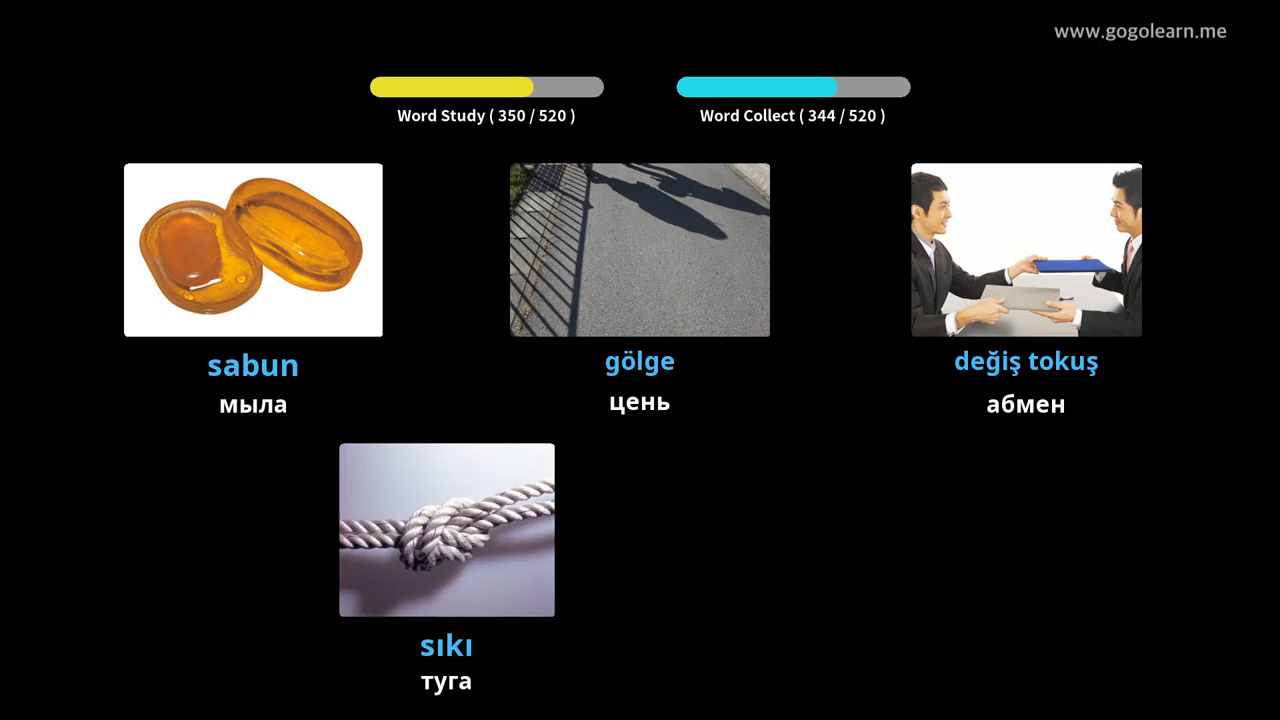 www.gogolearn.me
Word Study ( 350 / 520 )
Word Collect ( 344 / 520 )
sabun
мыла
gölge
цень
değiş tokuş
абмен
sıkı
туга